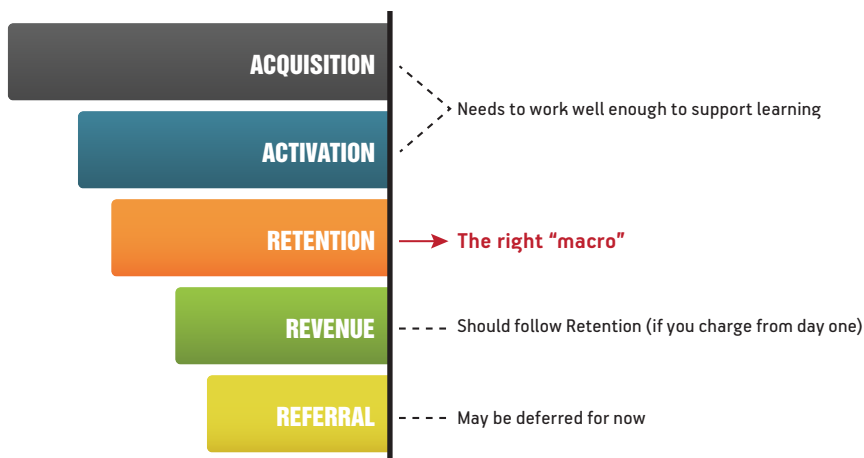 ACQUISITION
ACTIVATION
Needs to work well enough to support learning
RETENTION
The right “macro”
REVENUE
Should follow Retention (if you charge from day one)
REFERRAL
May be deferred for now